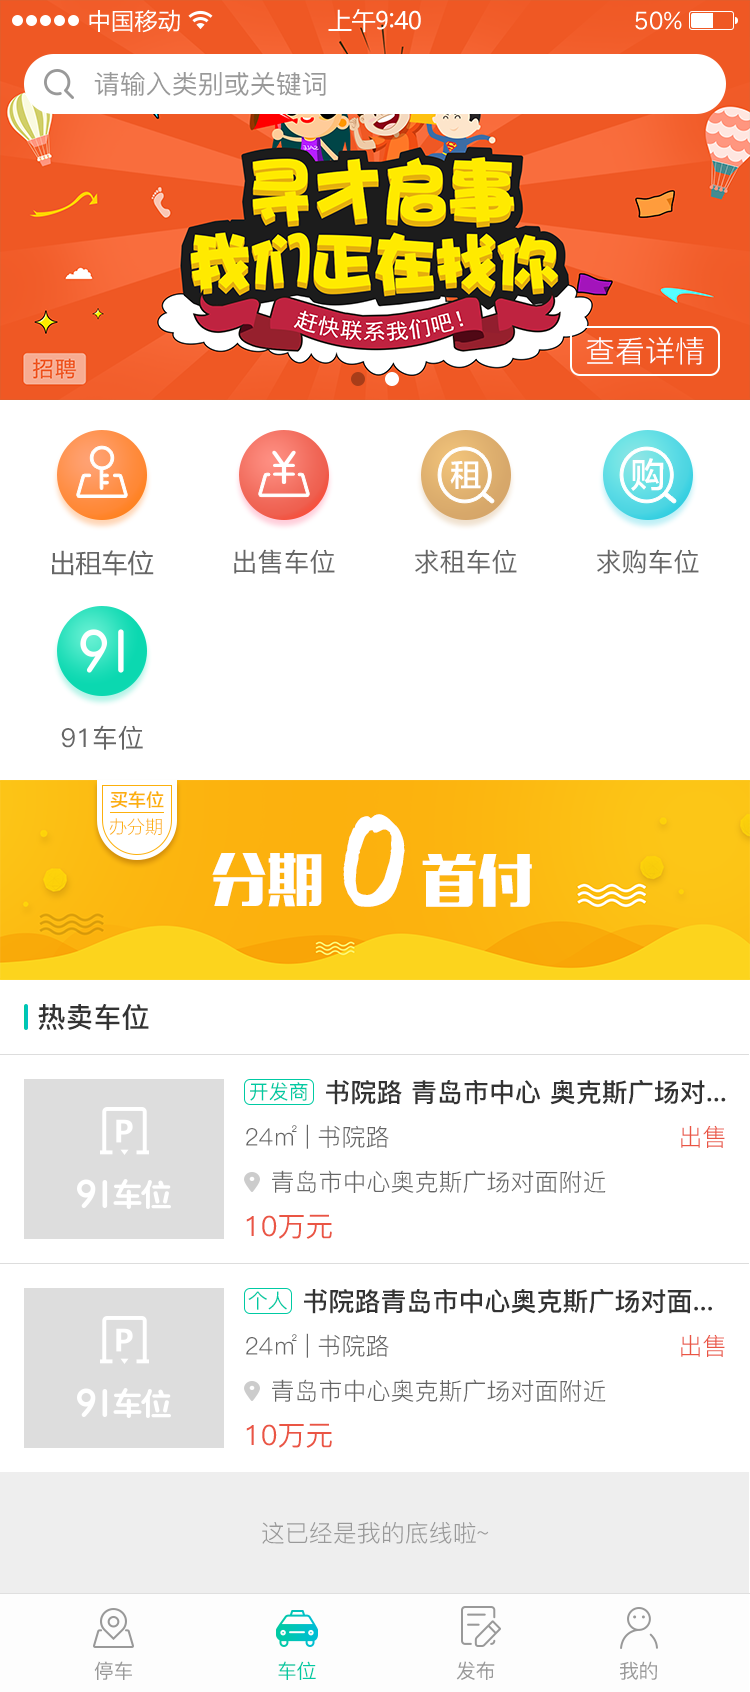 中国移动 上午9:40 50%
请输入类别或关键词
寻才启事
我们正在找你
赶快联系我们吧!
查看详情
招聘
出租车位 出售车位 求租车位 求购车位
租 购
91
91车位
买车位
办分期
分期0首付
热卖车位
开发商 书院路 青岛市中心 奥克斯广场对...
24㎡ | 书院路 出售
青岛市中心奥克斯广场对面附近
10万元
P
91车位
个人 书院路青岛市中心奥克斯广场对面...
24㎡ | 书院路 出售
青岛市中心奥克斯广场对面附近
10万元
P
91车位
这已经是我的底线啦~
停车 车位 发布 我的